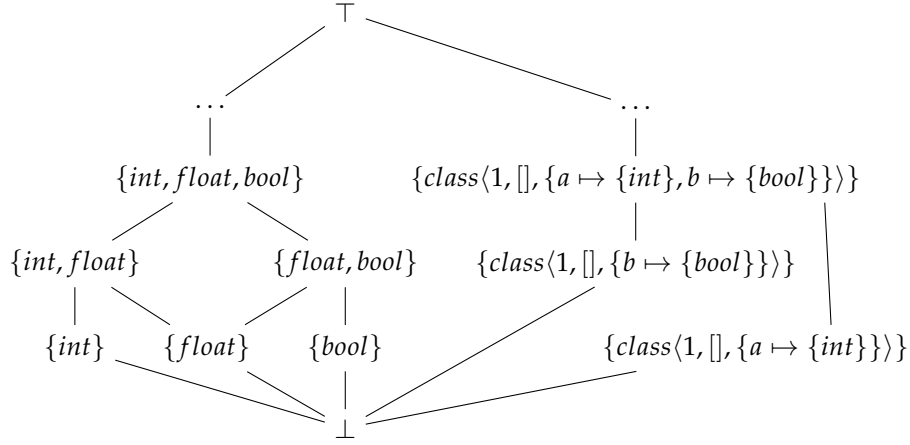 ⊤
… …
{int, float, bool} {class⟨1, [], {a ↦ {int}, b ↦ {bool}}⟩}
{int, float} {float, bool} {class⟨1, [], {b ↦ {bool}}⟩}
{int} {float} {bool} {class⟨1, [], {a ↦ {int}}⟩}
⊥